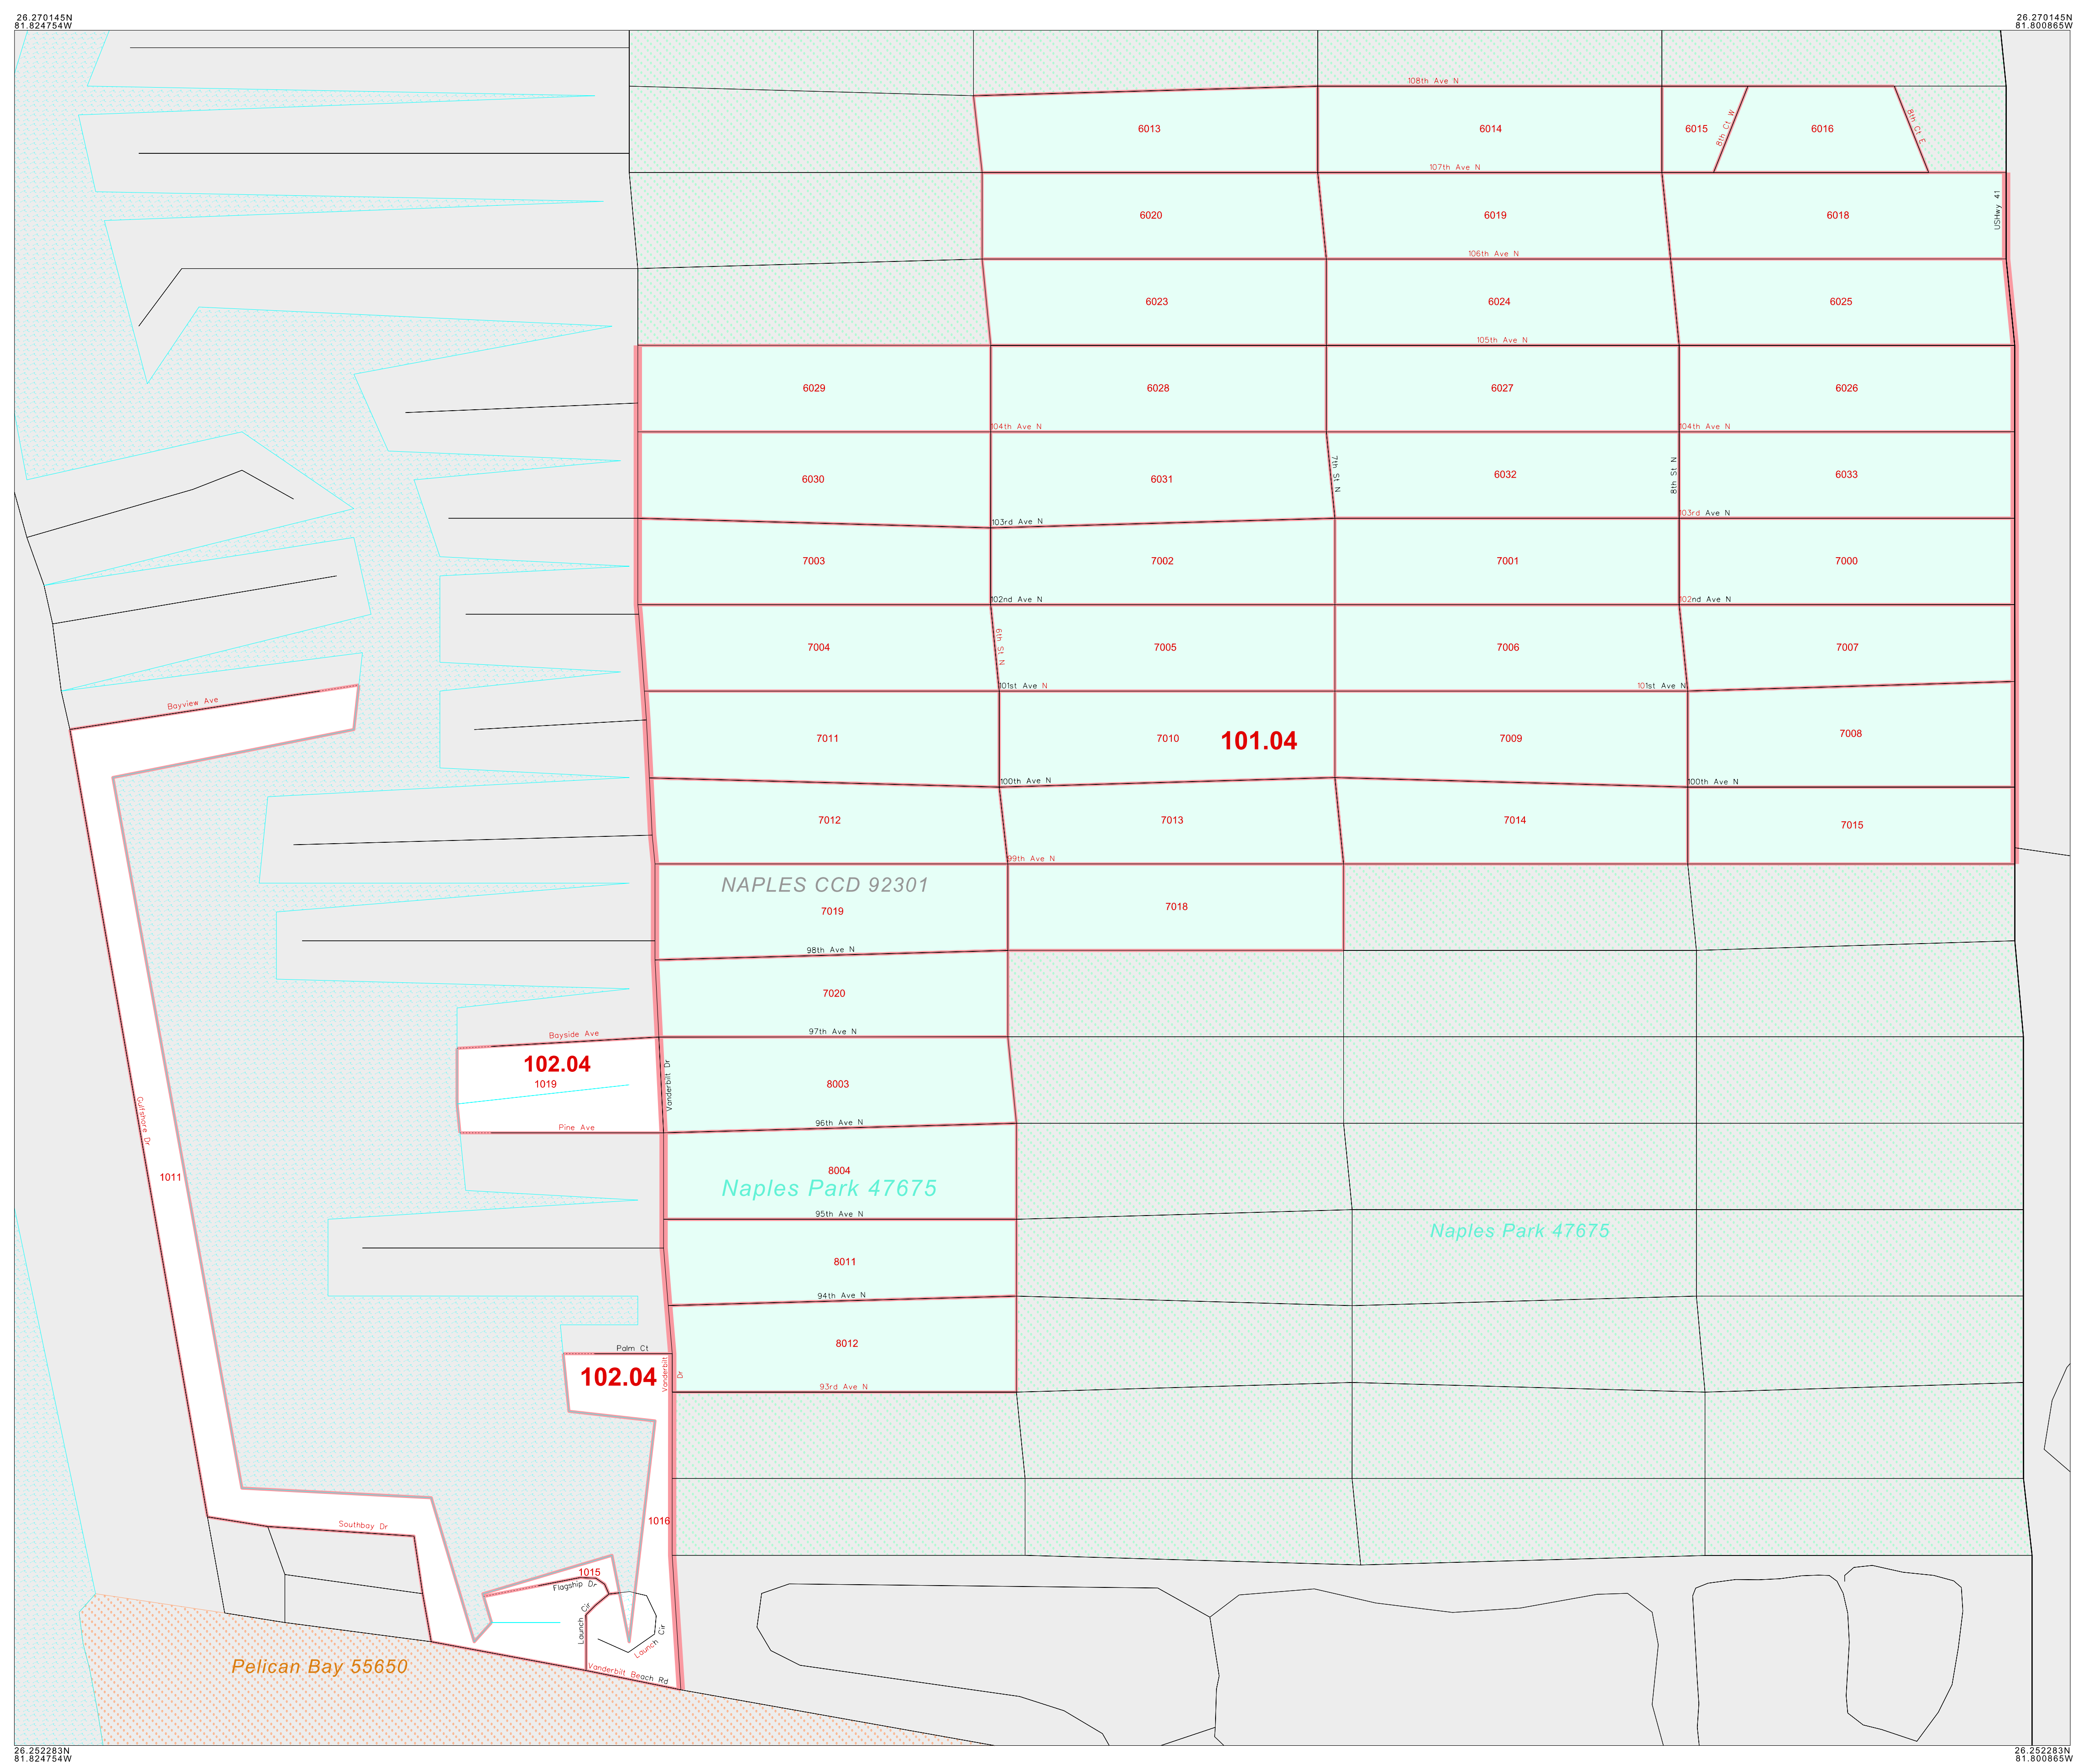 26.270145N
81.824754W
26.270145N
81.800865W
108th Ave N
6013
6014
6015
8th Ct W
6016
8th Ct E
107th Ave N
6020
6019
6018
USHwy 41
106th Ave N
6023
6024
6025
105th Ave N
6029
6028
6027
6026
104th Ave N
104th Ave N
6030
6031
7th St N
6032
8th St N
6033
103rd Ave N
103rd Ave N
7003
7002
7001
7000
102nd Ave N
102nd Ave N
7004
6th St N
7005
7006
7007
101st Ave N
101st Ave N
Bayview Ave
7011
7010
101.04
7009
7008
100th Ave N
100th Ave N
7012
7013
7014
7015
99th Ave N
NAPLES CCD 92301
7019
7018
98th Ave N
7020
97th Ave N
Bayside Ave
102.04
1019
Vanderbilt Dr
8003
Gulfshore Dr
Pine Ave
96th Ave N
1011
8004
Naples Park 47675
95th Ave N
Naples Park 47675
8011
94th Ave N
8012
Palm Ct
102.04
Vanderbilt Dr
93rd Ave N
Southbay Dr
1016
1015
Flagship Dr
Launch Cir
Launch Cir
Vanderbilt Beach Rd
Pelican Bay 55650
26.252283N
81.824754W
26.252283N
81.800865W